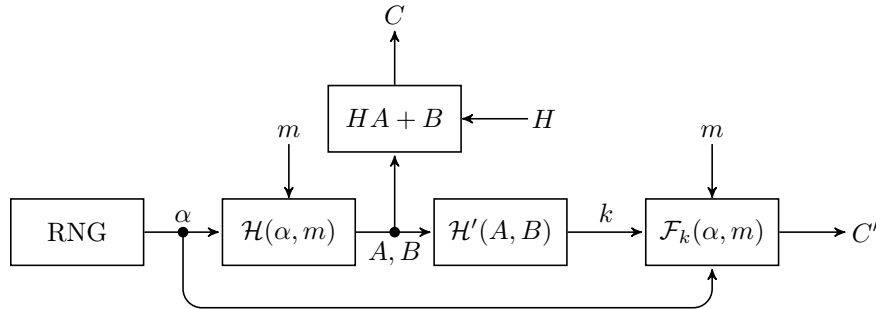 C
HA + B
H
m
m
RNG
α
ℋ(α, m)
A, B
ℋ′(A, B)
k
ℱₖ(α, m)
C′